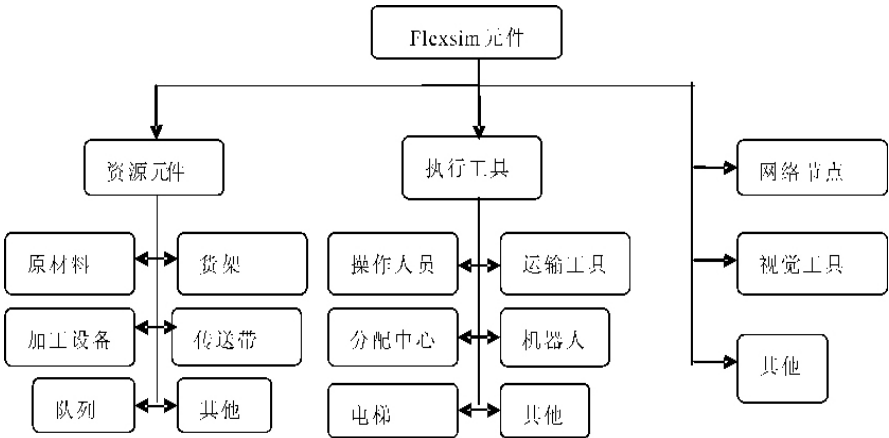 Flexsim元件
资源元件
执行工具
网络节点
原材料
货架
操作人员
运输工具
视觉工具
加工设备
传送带
分配中心
机器人
其他
队列
其他
电梯
其他